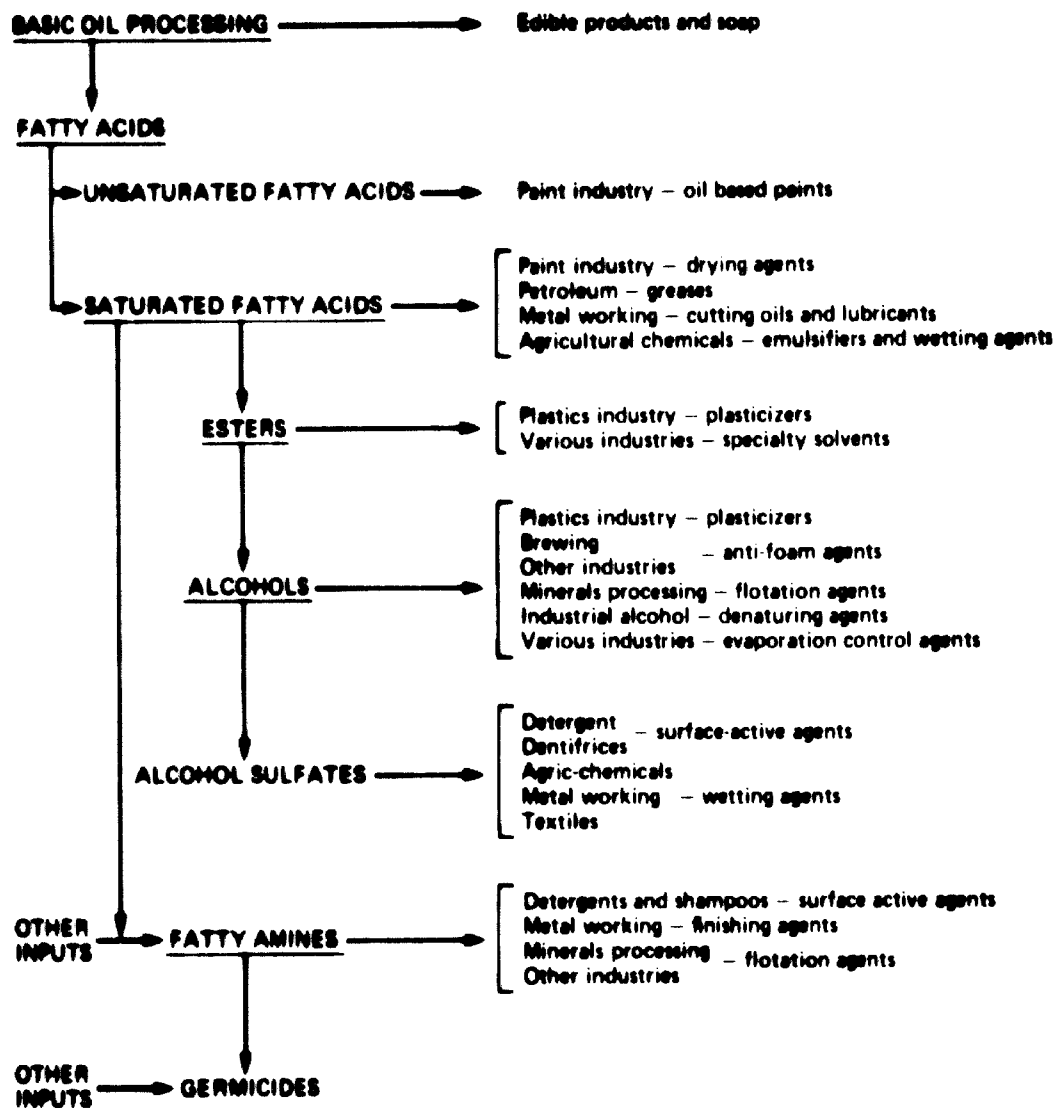 BASIC OIL PROCESSING
Edible products and soap
FATTY ACIDS
UNSATURATED FATTY ACIDS
Paint industry – oil based paints
SATURATED FATTY ACIDS
Paint industry – drying agents
Petroleum – greases
Metal working – cutting oils and lubricants
Agricultural chemicals – emulsifiers and wetting agents
ESTERS
Plastics industry – plasticizers
Various industries – specialty solvents
ALCOHOLS
Plastics industry – plasticizers
Brewing
– anti-foam agents
Other industries
Minerals processing – flotation agents
Industrial alcohol – denaturing agents
Various industries – evaporation control agents
ALCOHOL SULFATES
Detergent
– surface-active agents
Dentifrices
Agric-chemicals
Metal working – wetting agents
Textiles
OTHER
INPUTS
FATTY AMINES
Detergents and shampoos – surface active agents
Metal working – finishing agents
Minerals processing
– flotation agents
Other industries
OTHER
INPUTS
GERMICIDES